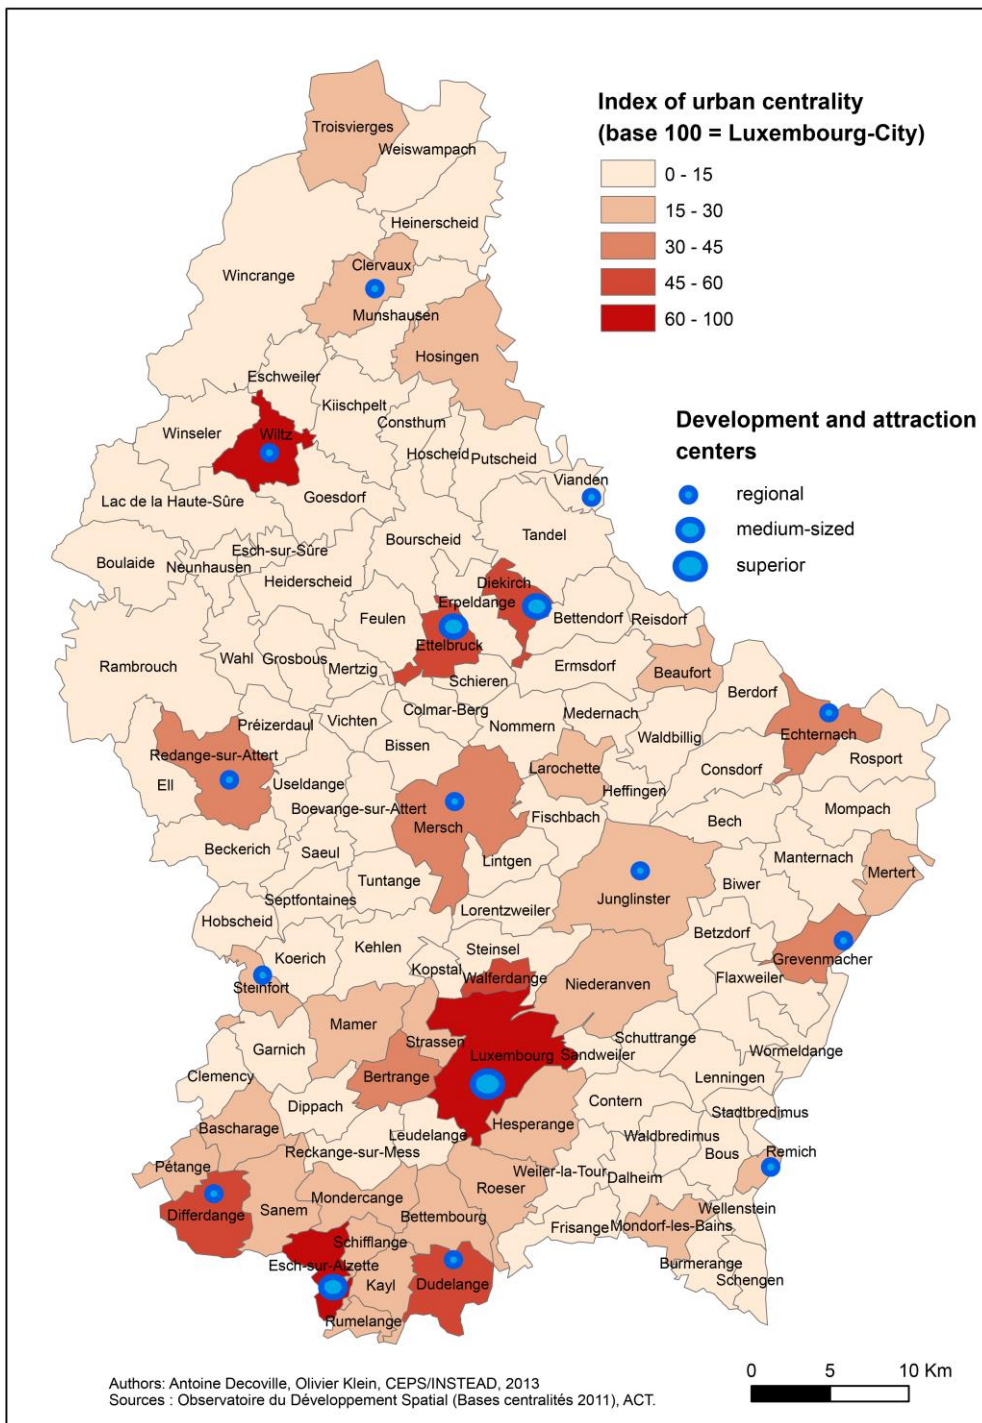 Index of urban centrality
(base 100 = Luxembourg-City)
0 - 15
15 - 30
30 - 45
45 - 60
60 - 100
Development and attraction
centers
regional
medium-sized
superior
Troisvierges
Weiswampach
Heinerscheid
Clervaux
Wincrange
Munshausen
Hosingen
Eschweiler
Kiischpelt
Consthum
Winseler
Wiltz
Hoscheid
Putscheid
Vianden
Lac de la Haute-Sûre
Goesdorf
Tandel
Bourscheid
Esch-sur-Sûre
Boulaide
Neunhausen
Heiderscheid
Diekirch
Erpeldange
Feulen
Bettendorf
Reisdorf
Ettelbruck
Rambrouch
Wahl
Grosbous
Mertzig
Schieren
Ermsdorf
Beaufort
Berdorf
Colmar-Berg
Préizerdaul
Vichten
Nommern
Medernach
Waldbillig
Echternach
Redange-sur-Attert
Bissen
Rosport
Ell
Useldange
Larochette
Consdorf
Heffingen
Boevange-sur-Attert
Mompach
Fischbach
Bech
Mersch
Beckerich
Saeul
Lintgen
Manternach
Mertert
Tuntange
Biwer
Septfontaines
Junglinster
Lorentzweiler
Hobscheid
Betzdorf
Kehlen
Steinsel
Koerich
Grevenmacher
Kopstal
Flaxweiler
Walferdange
Steinfort
Niederanven
Mamer
Schuttrange
Strassen
Garnich
Luxembourg
Sandweiler
Wormeldange
Clemency
Bertrange
Lenningen
Contern
Dippach
Stadtbredimus
Hesperange
Bascharage
Leudelange
Waldbredimus
Reckange-sur-Mess
Bous
Remich
Pétange
Weiler-la-Tour
Dalheim
Roeser
Mondercange
Sanem
Differdange
Bettembourg
Wellenstein
Frisange
Mondorf-les-Bains
Schifflange
Esch-sur-Alzette
Burmerange
Kayl
Dudelange
Schengen
Rumelange
0 5 10 Km
Authors: Antoine Decoville, Olivier Klein, CEPS/INSTEAD, 2013
Sources : Observatoire du Développement Spatial (Bases centralités 2011), ACT.